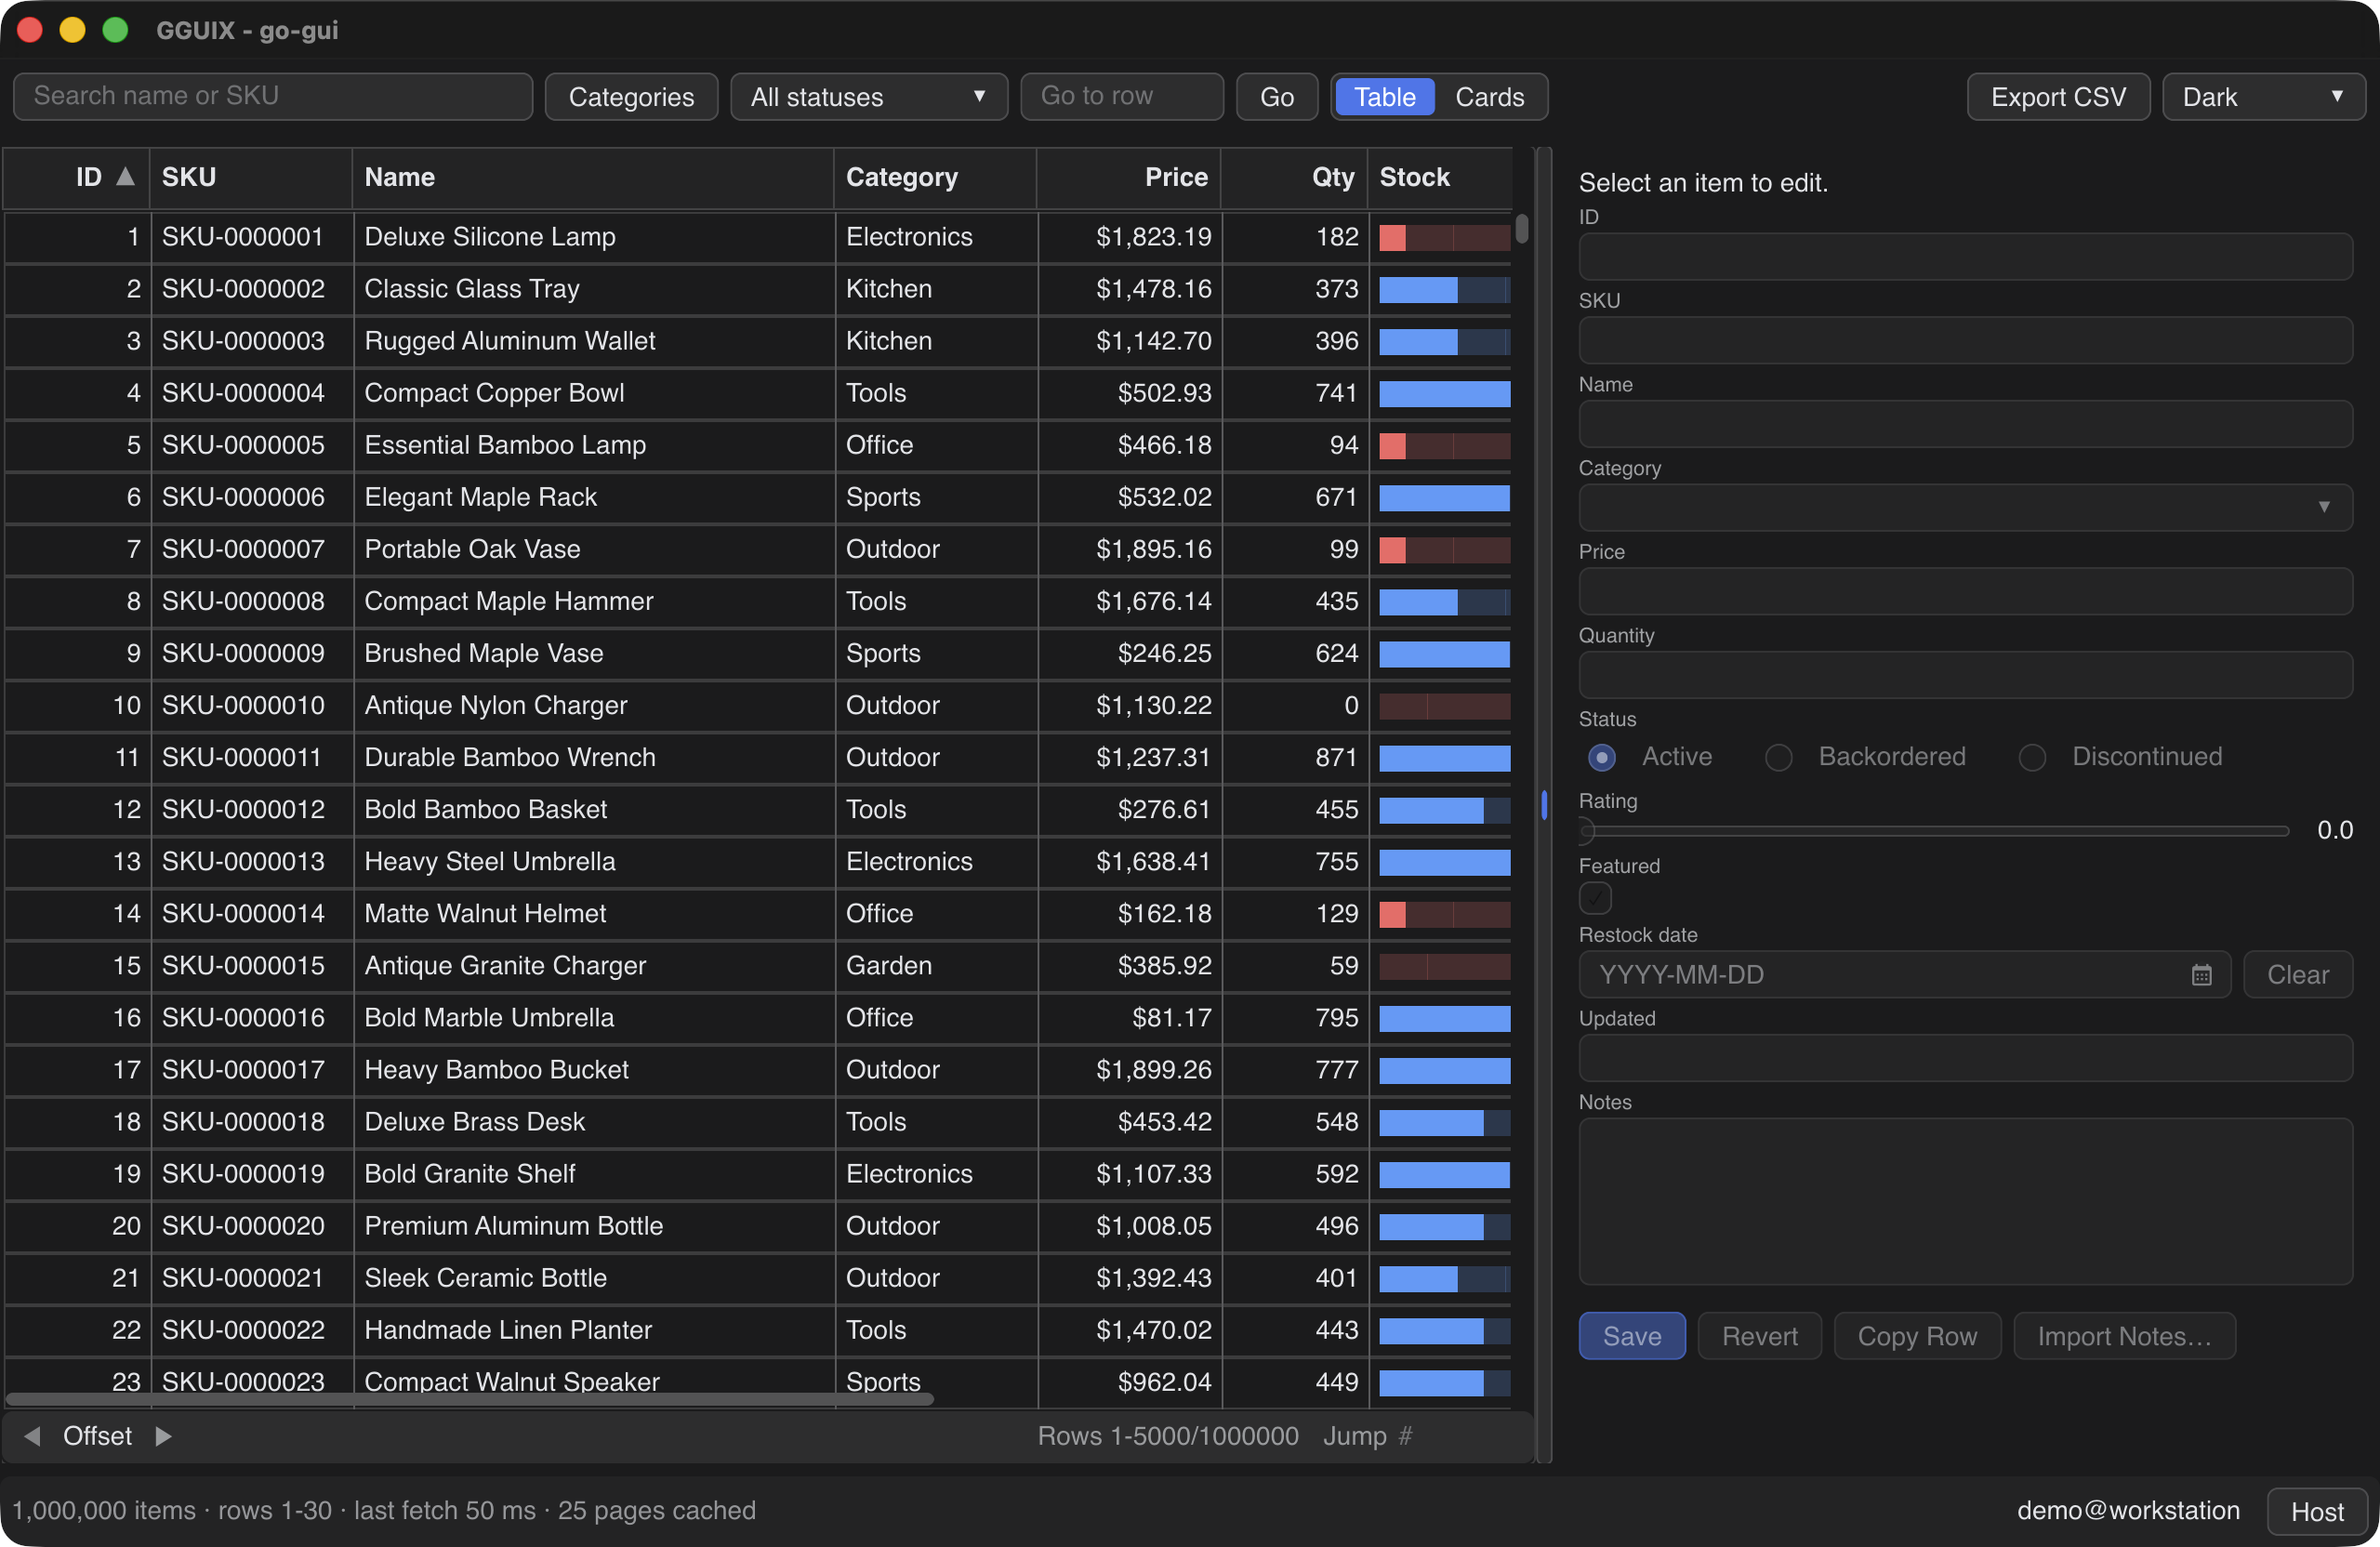 GGUIX - go-gui
Search name or SKU Categories All statuses ▼ Go to row Go Table Cards Export CSV Dark ▼
ID ▲ SKU Name Category Price Qty Stock
1 SKU-0000001 Deluxe Silicone Lamp Electronics $1,823.19 182
2 SKU-0000002 Classic Glass Tray Kitchen $1,478.16 373
3 SKU-0000003 Rugged Aluminum Wallet Kitchen $1,142.70 396
4 SKU-0000004 Compact Copper Bowl Tools $502.93 741
5 SKU-0000005 Essential Bamboo Lamp Office $466.18 94
6 SKU-0000006 Elegant Maple Rack Sports $532.02 671
7 SKU-0000007 Portable Oak Vase Outdoor $1,895.16 99
8 SKU-0000008 Compact Maple Hammer Tools $1,676.14 435
9 SKU-0000009 Brushed Maple Vase Sports $246.25 624
10 SKU-0000010 Antique Nylon Charger Outdoor $1,130.22 0
11 SKU-0000011 Durable Bamboo Wrench Outdoor $1,237.31 871
12 SKU-0000012 Bold Bamboo Basket Tools $276.61 455
13 SKU-0000013 Heavy Steel Umbrella Electronics $1,638.41 755
14 SKU-0000014 Matte Walnut Helmet Office $162.18 129
15 SKU-0000015 Antique Granite Charger Garden $385.92 59
16 SKU-0000016 Bold Marble Umbrella Office $81.17 795
17 SKU-0000017 Heavy Bamboo Bucket Outdoor $1,899.26 777
18 SKU-0000018 Deluxe Brass Desk Tools $453.42 548
19 SKU-0000019 Bold Granite Shelf Electronics $1,107.33 592
20 SKU-0000020 Premium Aluminum Bottle Outdoor $1,008.05 496
21 SKU-0000021 Sleek Ceramic Bottle Outdoor $1,392.43 401
22 SKU-0000022 Handmade Linen Planter Tools $1,470.02 443
23 SKU-0000023 Compact Walnut Speaker Sports $962.04 449
◀ Offset ▶ Rows 1-5000/1000000 Jump #
Select an item to edit.
ID
SKU
Name
Category
▼
Price
Quantity
Status
Active Backordered Discontinued
Rating
0.0
Featured
✓
Restock date
YYYY-MM-DD Clear
Updated
Notes
Save Revert Copy Row Import Notes…
1,000,000 items · rows 1-30 · last fetch 50 ms · 25 pages cached demo@workstation Host